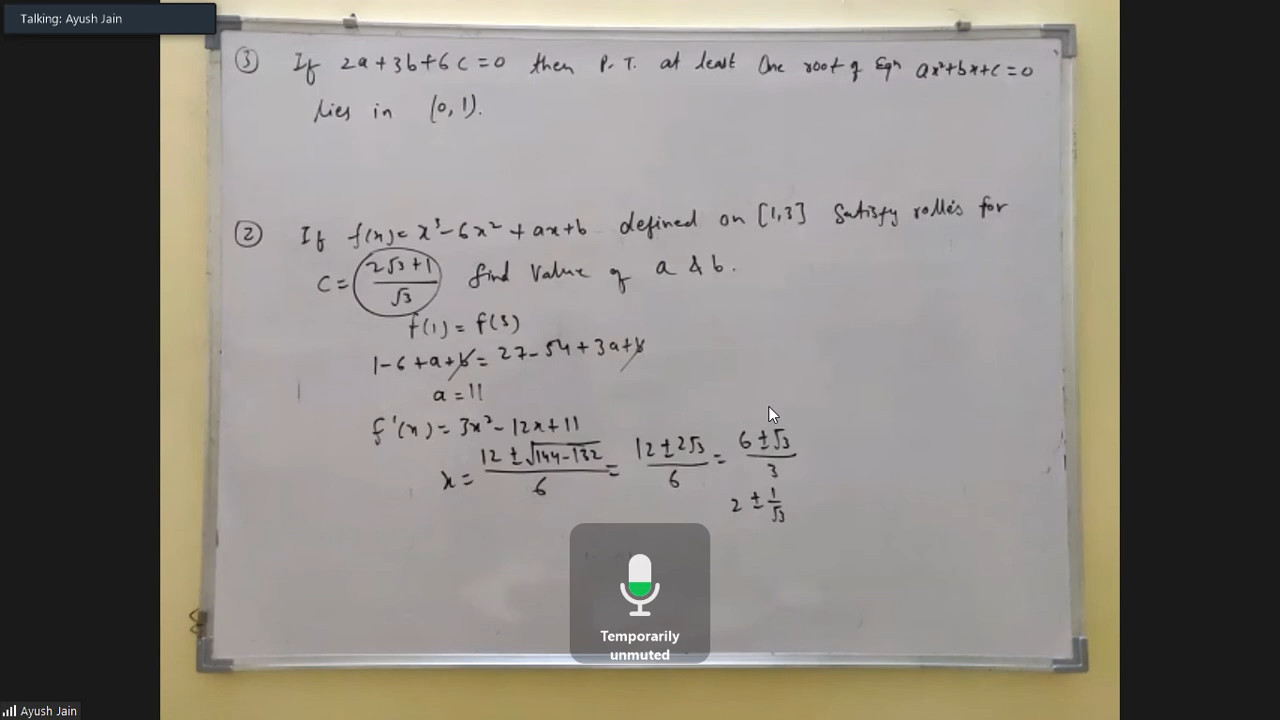 Talking: Ayush Jain
③ If 2a+3b+6c=0 then P.T. at least One root of Eqn ax²+bx+c=0
lies in (0,1).
② If f(x)= x³-6x²+ax+b defined on [1,3] Satisfy rolle's for
C= (2√3+1)/√3 find value of a & b.
f(1) = f(3)
1-6+a+b = 27-54+3a+b
a = 11
f'(x) = 3x²-12x+11
x = (12 ± √(144-132))/6 = (12 ± 2√3)/6 = (6 ± √3)/3
2 ± 1/√3
Temporarily
unmuted
Ayush Jain